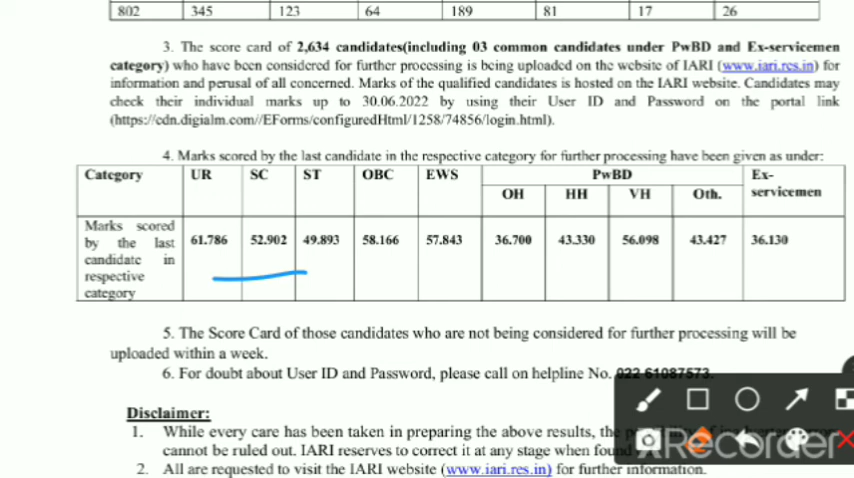 802 345 123 64 189 81 17 26
3. The score card of 2,634 candidates(including 03 common candidates under PwBD and Ex-servicemen
category) who have been considered for further processing is being uploaded on the website of IARI (www.iari.res.in) for
information and perusal of all concerned. Marks of the qualified candidates is hosted on the IARI website. Candidates may
check their individual marks up to 30.06.2022 by using their User ID and Password on the portal link
(https://cdn.digialm.com//EForms/configuredHtml/1258/74856/login.html).
4. Marks scored by the last candidate in the respective category for further processing have been given as under:
Category UR SC ST OBC EWS PwBD Ex-
servicemen
OH HH VH Oth.
Marks scored
by the last
candidate in
respective
category
61.786 52.902 49.893 58.166 57.843 36.700 43.330 56.098 43.427 36.130
5. The Score Card of those candidates who are not being considered for further processing will be
uploaded within a week.
6. For doubt about User ID and Password, please call on helpline No. 022 61087573.
Disclaimer:
1. While every care has been taken in preparing the above results, the
cannot be ruled out. IARI reserves to correct it at any stage when found
Recorder
2. All are requested to visit the IARI website (www.iari.res.in) for further information.